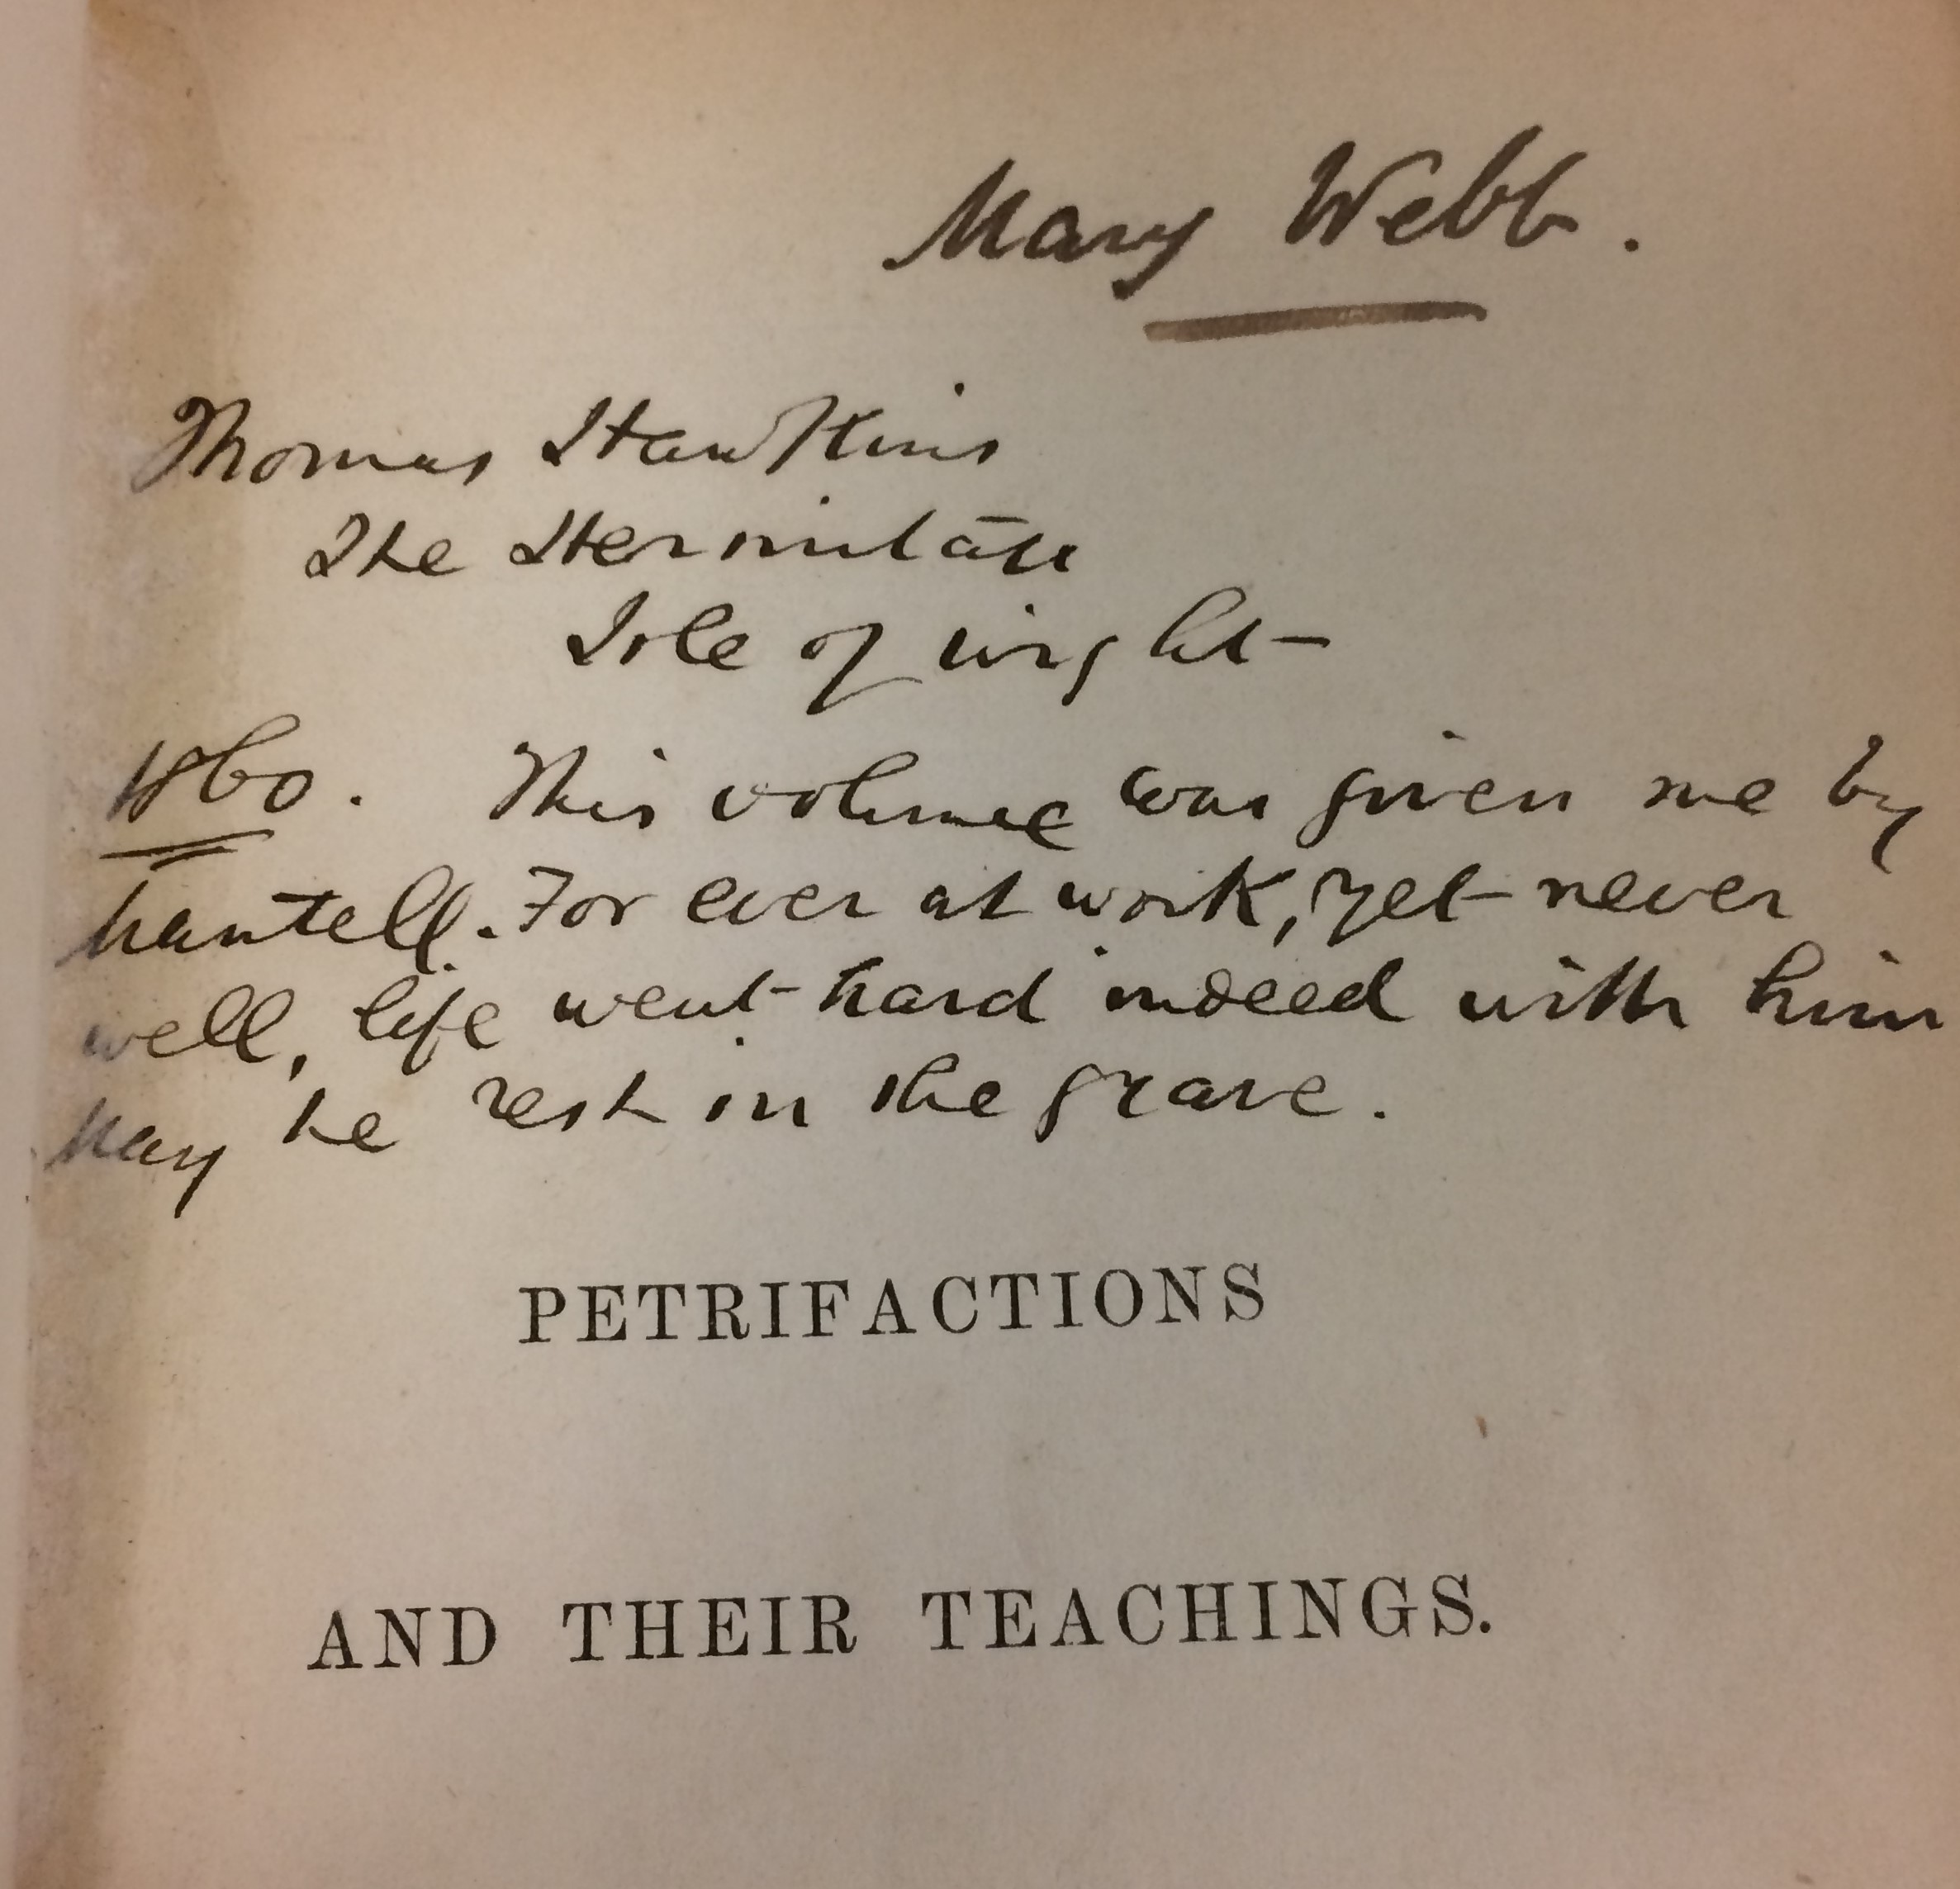 Mary Webb.
Thomas Hawkins
The Hermitage
Isle of Wight
1860. This volume was given me by
Mantell. For ever at work, yet never
well, life went hard indeed with him
May he rest in the grave.
PETRIFACTIONS
AND THEIR TEACHINGS.